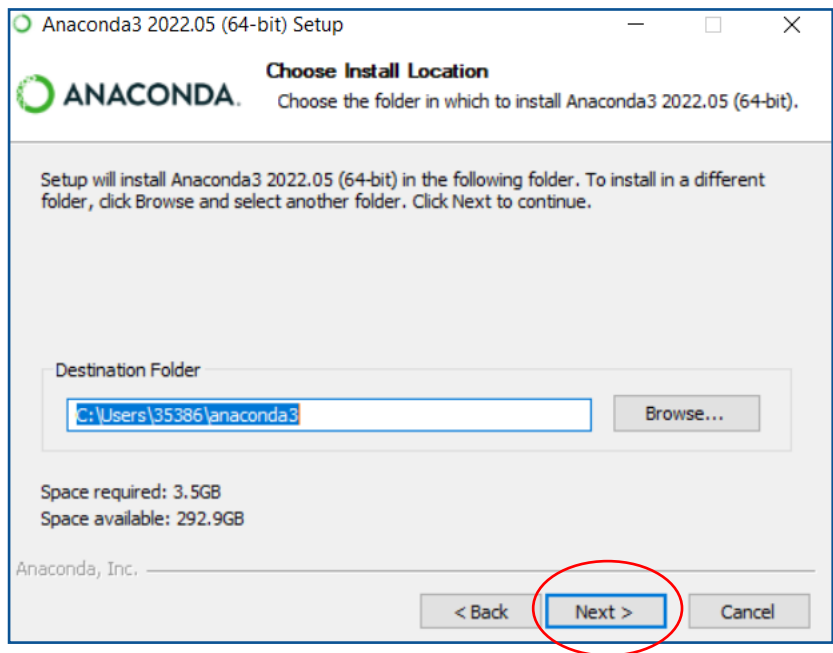 Anaconda3 2022.05 (64-bit) Setup
ANACONDA.
Choose Install Location
Choose the folder in which to install Anaconda3 2022.05 (64-bit).
Setup will install Anaconda3 2022.05 (64-bit) in the following folder. To install in a different
folder, click Browse and select another folder. Click Next to continue.
Destination Folder
C:\Users\35386\anaconda3
Browse...
Space required: 3.5GB
Space available: 292.9GB
Anaconda, Inc.
< Back
Next >
Cancel